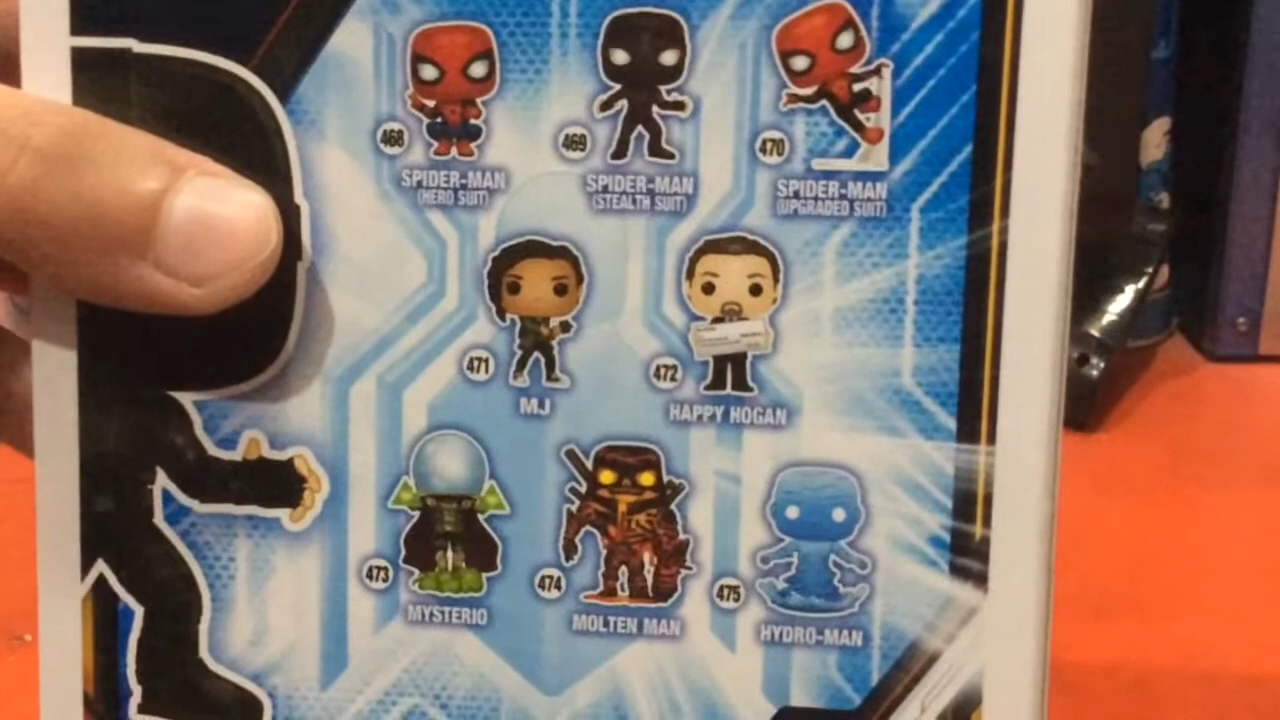 468
SPIDER-MAN
(HERO SUIT)
469
SPIDER-MAN
(STEALTH SUIT)
470
SPIDER-MAN
(UPGRADED SUIT)
471
MJ
472
HAPPY HOGAN
473
MYSTERIO
474
MOLTEN MAN
475
HYDRO-MAN